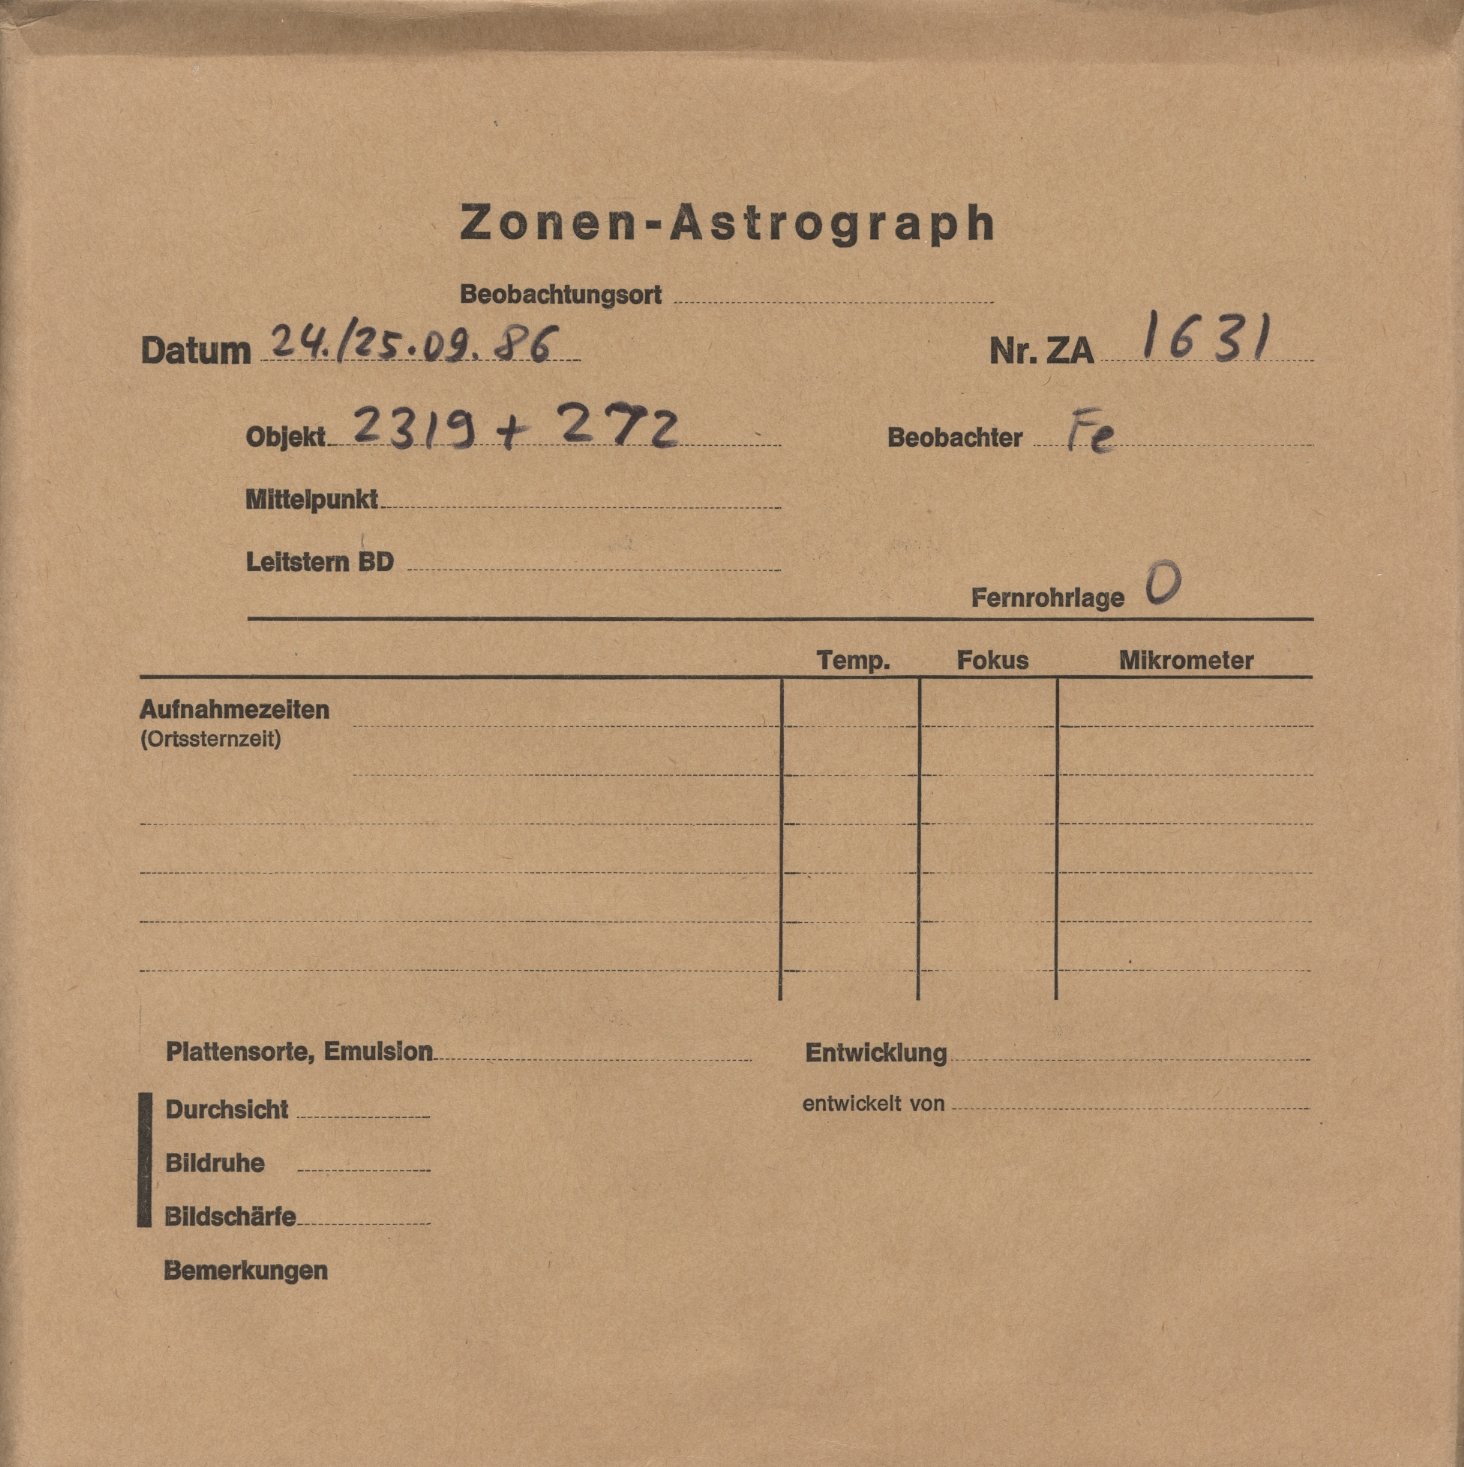 Zonen-Astrograph
Beobachtungsort
Datum 24./25.09.86 Nr. ZA 1631
Objekt 2319 + 272 Beobachter Fe
Mittelpunkt
Leitstern BD
Fernrohrlage O
Temp. Fokus Mikrometer
Aufnahmezeiten
(Ortssternzeit)
Plattensorte, Emulsion Entwicklung
Durchsicht entwickelt von
Bildruhe
Bildschärfe
Bemerkungen